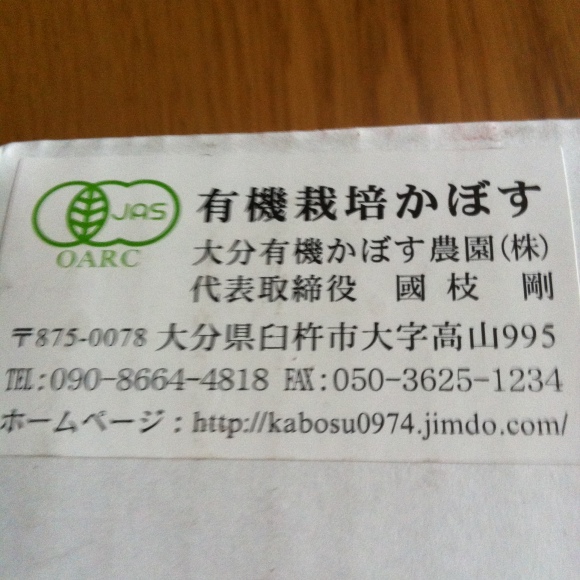 JAS
OARC
有機栽培かぼす
大分有機かぼす農園(株)
代表取締役 國枝 剛
〒875-0078 大分県臼杵市大字高山995
TEL:090-8664-4818 FAX:050-3625-1234
ホームページ:http://kabosu0974.jimdo.com/